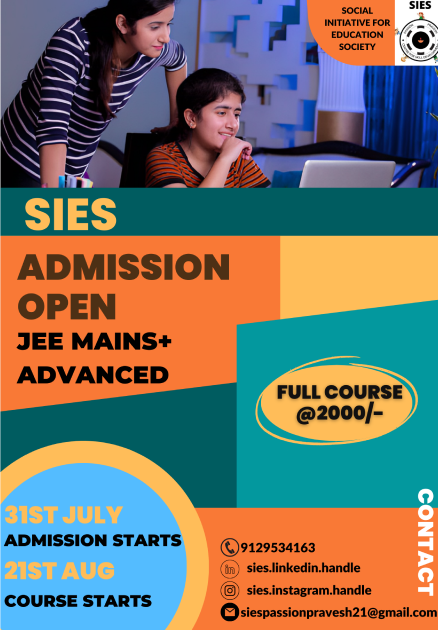 SOCIAL
INITIATIVE FOR
EDUCATION
SOCIETY
SIES
SIES
ADMISSION
OPEN
JEE MAINS+
ADVANCED
FULL COURSE
@2000/-
31ST JULY
ADMISSION STARTS
21ST AUG
COURSE STARTS
CONTACT
9129534163
in
sies.linkedin.handle
sies.instagram.handle
siespassionpravesh21@gmail.com